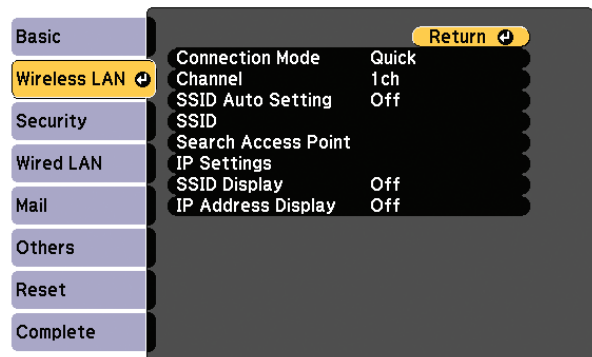 Basic
Wireless LAN
Security
Wired LAN
Mail
Others
Reset
Complete
Return
Connection Mode Quick
Channel 1ch
SSID Auto Setting Off
SSID
Search Access Point
IP Settings
SSID Display Off
IP Address Display Off